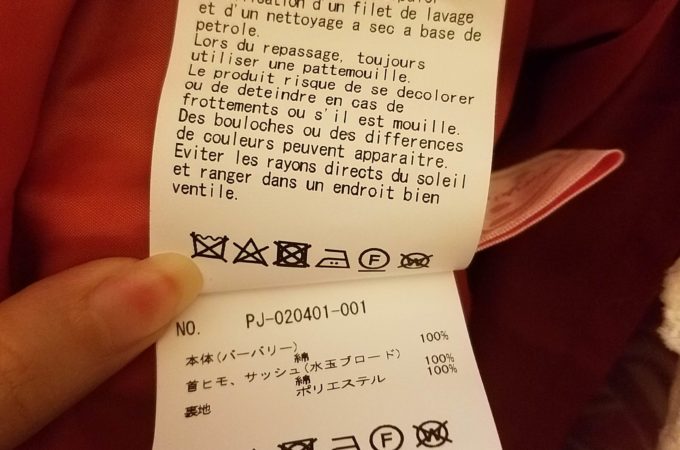 d'un filet de lavage
et d'un nettoyage a sec a base de
petrole.
Lors du repassage, toujours
utiliser une pattemouille.
Le produit risque de se decolorer
ou de deteindre en cas de
frottements ou s'il est mouille.
Des bouloches ou des differences
de couleurs peuvent apparaitre.
Eviter les rayons directs du soleil
et ranger dans un endroit bien
ventile.
F W
NO. PJ-020401-001
本体(バーバリー)
綿 100%
首ヒモ、サッシュ(水玉ブロード)
綿 100%
裏地 ポリエステル 100%
F W